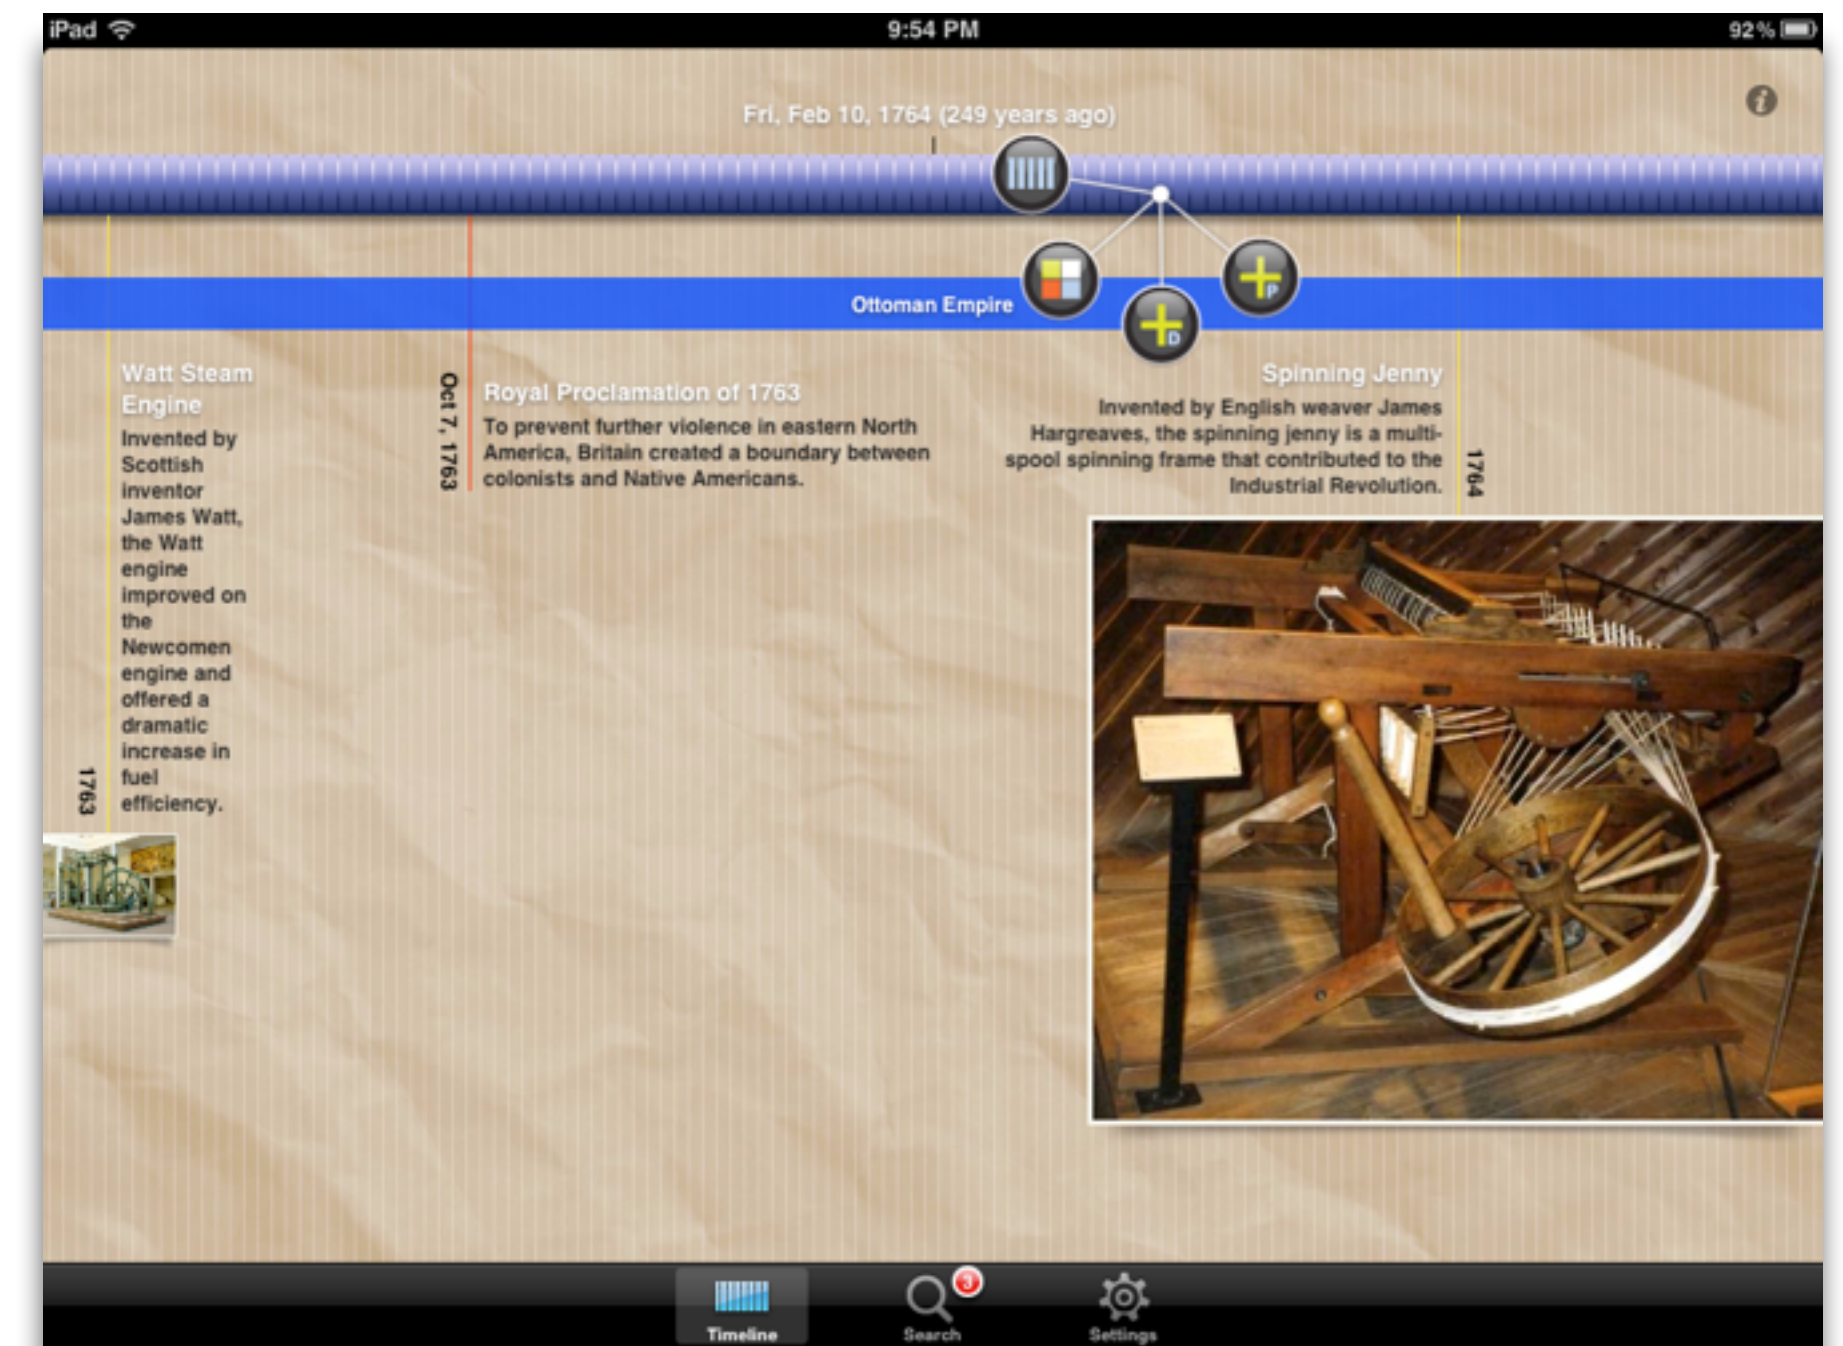 iPad
9:54 PM
92%
Fri, Feb 10, 1764 (249 years ago)
Ottoman Empire
P
D
Watt Steam
Engine
Invented by
Scottish
inventor
James Watt,
the Watt
engine
improved on
the
Newcomen
engine and
offered a
dramatic
increase in
fuel
efficiency.
1763
Oct 7, 1763
Royal Proclamation of 1763
To prevent further violence in eastern North
America, Britain created a boundary between
colonists and Native Americans.
Spinning Jenny
Invented by English weaver James
Hargreaves, the spinning jenny is a multi-
spool spinning frame that contributed to the
Industrial Revolution.
1764
Timeline
Search
3
Settings